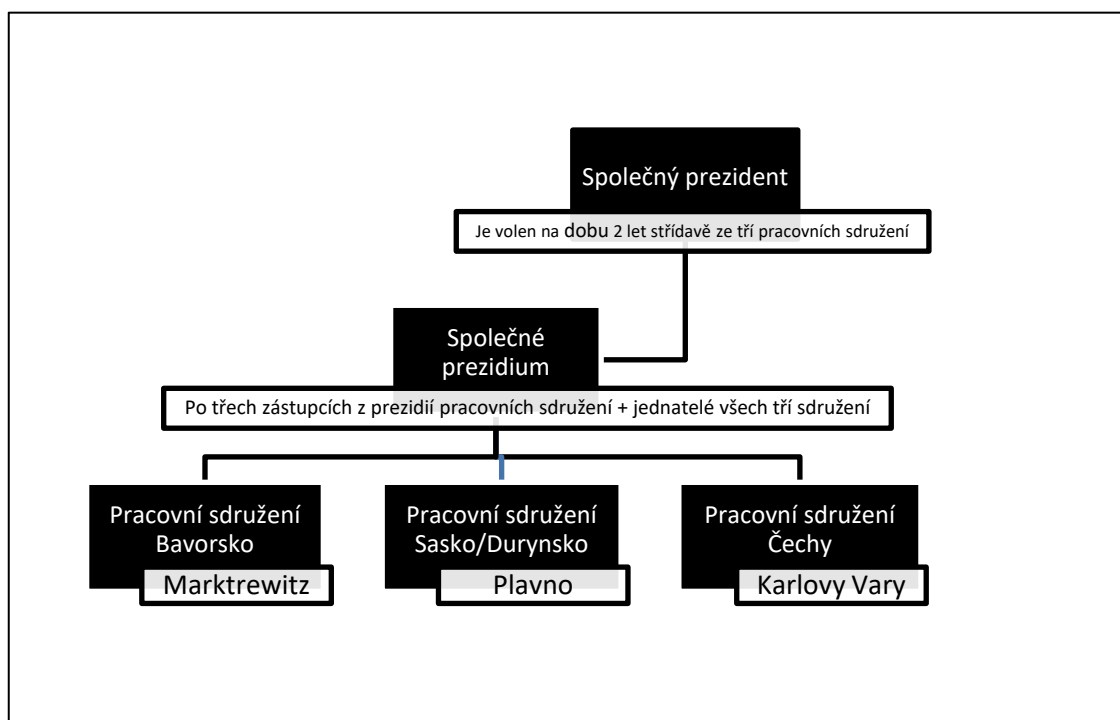 Společný prezident
Je volen na dobu 2 let střídavě ze tří pracovních sdružení
Společné
prezidium
Po třech zástupcích z prezidií pracovních sdružení + jednatelé všech tří sdružení
Pracovní sdružení
Bavorsko
Marktrewitz
Pracovní sdružení
Sasko/Durynsko
Plavno
Pracovní sdružení
Čechy
Karlovy Vary